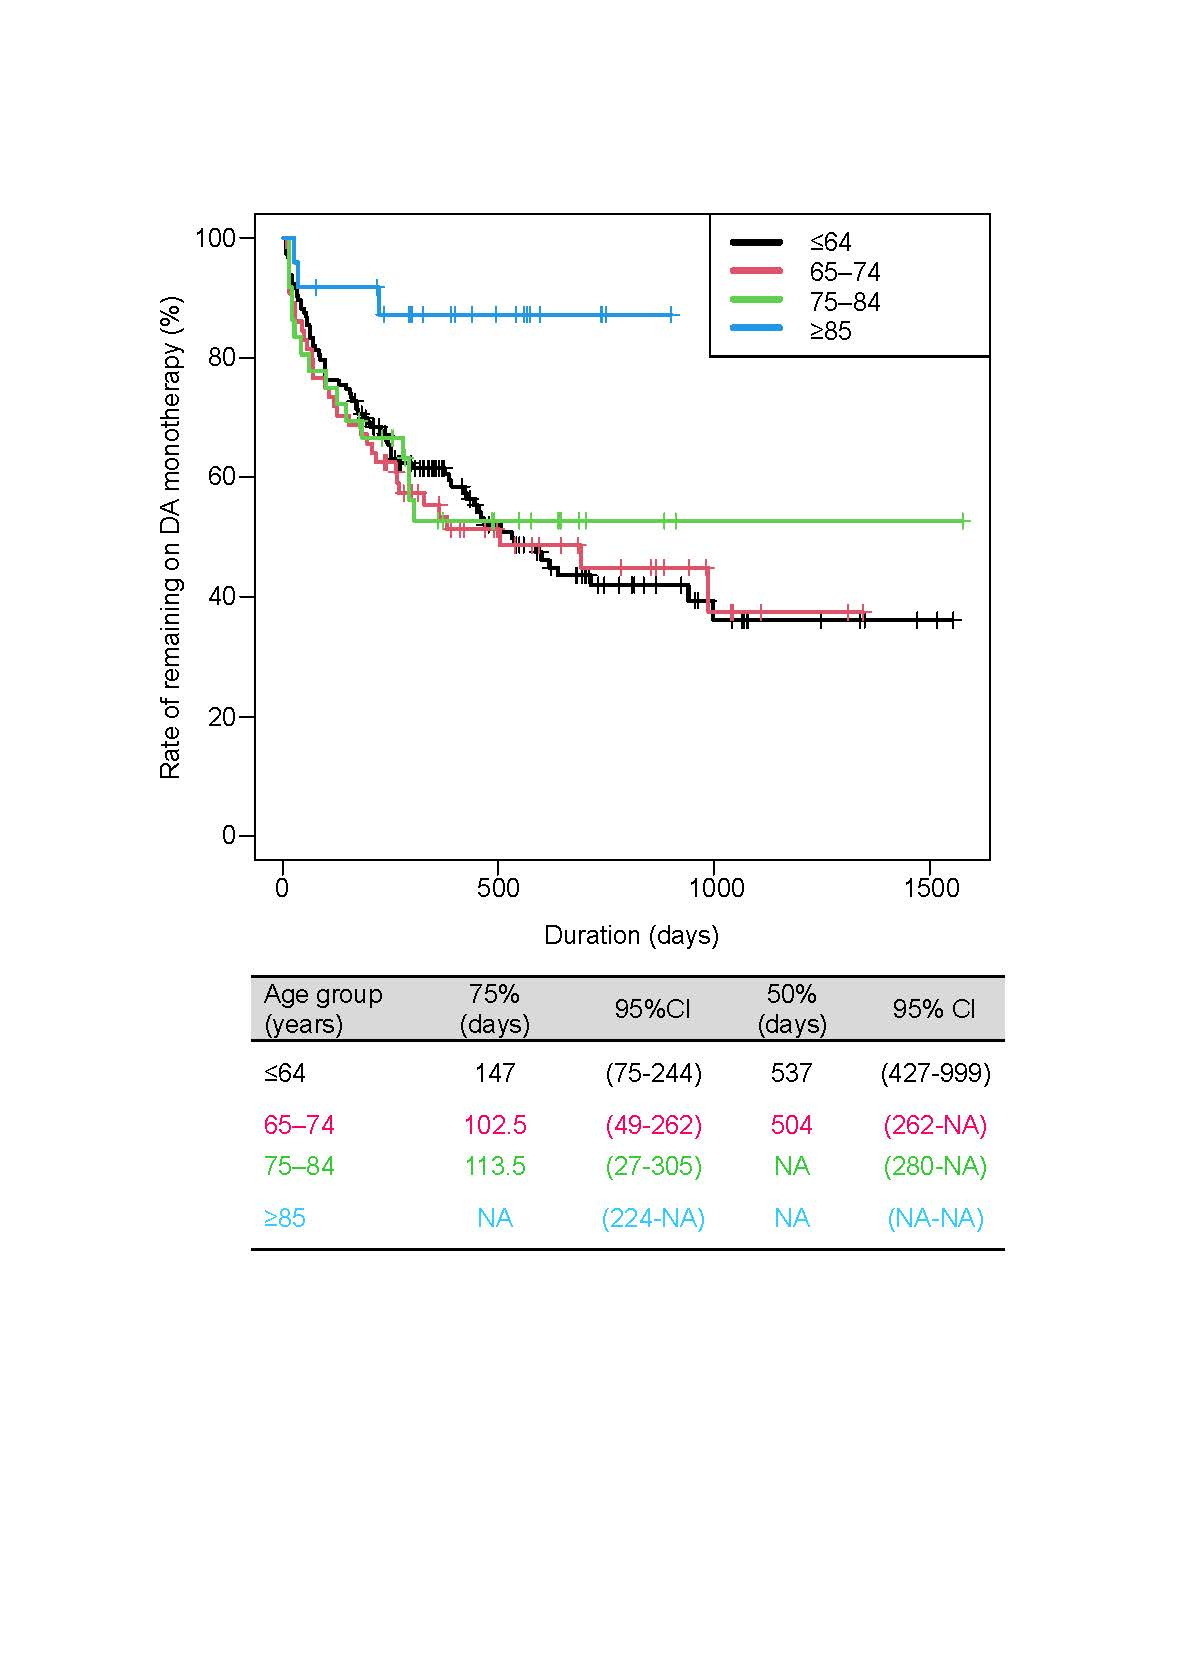 ≤64
65–74
75–84
≥85
100
80
60
40
20
0
Rate of remaining on DA monotherapy (%)
0 500 1000 1500
Duration (days)
Age group (years) 75% (days) 95%CI 50% (days) 95% CI
≤64 147 (75-244) 537 (427-999)
65–74 102.5 (49-262) 504 (262-NA)
75–84 113.5 (27-305) NA (280-NA)
≥85 NA (224-NA) NA (NA-NA)